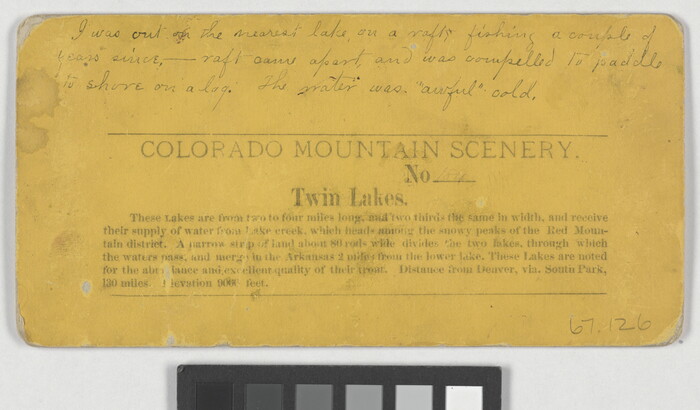 I was out on the nearest lake, on a raft, fishing a couple of
years since, — raft came apart, and was compelled to paddle
to shore on a log. The water was "awful" cold.
COLORADO MOUNTAIN SCENERY.
No
Twin Lakes.
These Lakes are from two to four miles long, and two thirds the same in width, and receive
their supply of water from Lake creek, which heads among the snowy peaks of the Red Moun-
tain district. A narrow strip of land about 80 rods wide divides the two lakes, through which
the waters pass, and merge in the Arkansas 2 miles from the lower lake. These Lakes are noted
for the abundance and excellent quality of their trout. Distance from Denver, via. South Park,
130 miles Elevation feet.
67.126